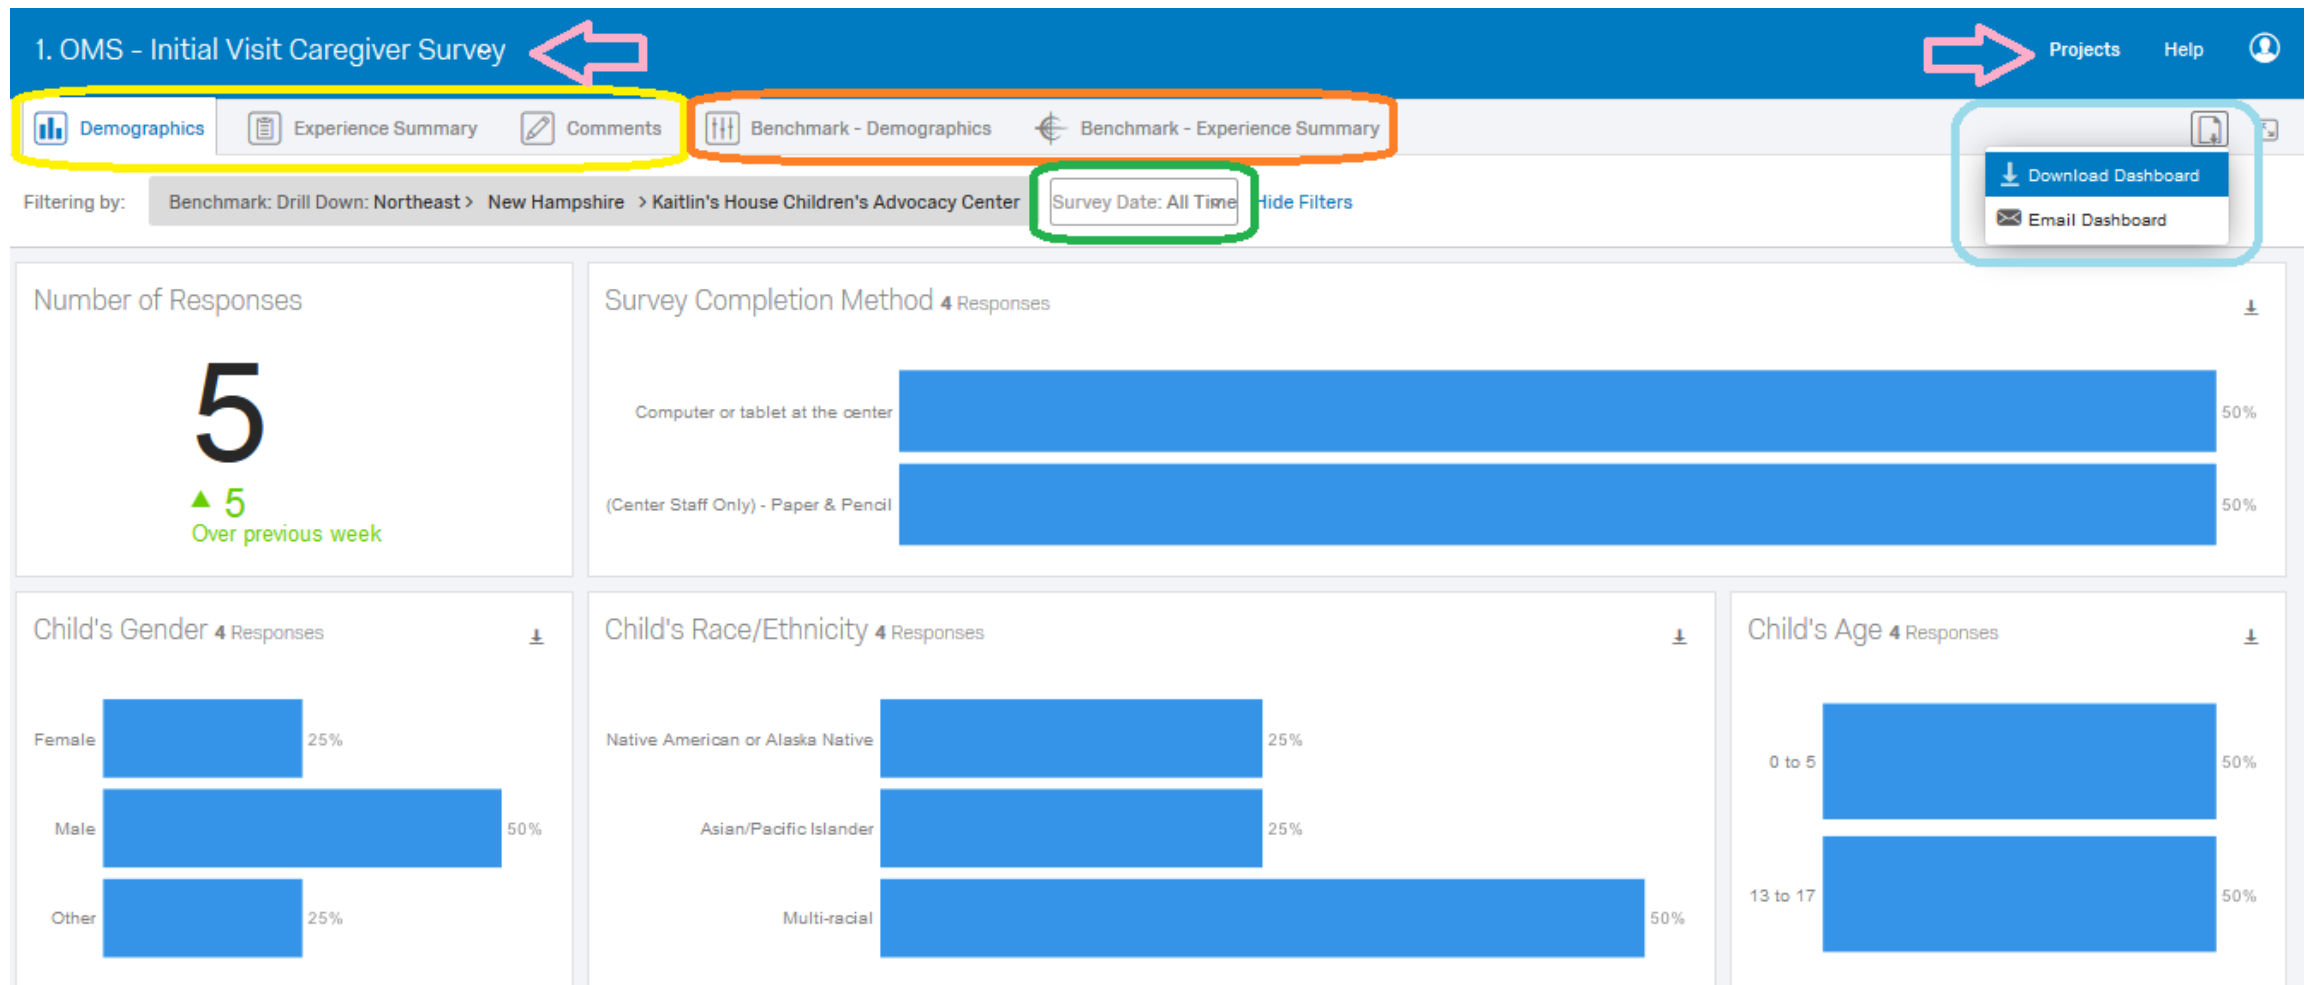 1. OMS - Initial Visit Caregiver Survey
Projects Help
Demographics Experience Summary Comments Benchmark - Demographics Benchmark - Experience Summary
Download Dashboard
Email Dashboard
Filtering by: Benchmark: Drill Down: Northeast > New Hampshire > Kaitlin's House Children's Advocacy Center Survey Date: All Time Hide Filters
Number of Responses
5
5
Over previous week
Survey Completion Method 4 Responses
Computer or tablet at the center 50%
(Center Staff Only) - Paper & Pencil 50%
Child's Gender 4 Responses
Female 25%
Male 50%
Other 25%
Child's Race/Ethnicity 4 Responses
Native American or Alaska Native 25%
Asian/Pacific Islander 25%
Multi-racial 50%
Child's Age 4 Responses
0 to 5 50%
13 to 17 50%